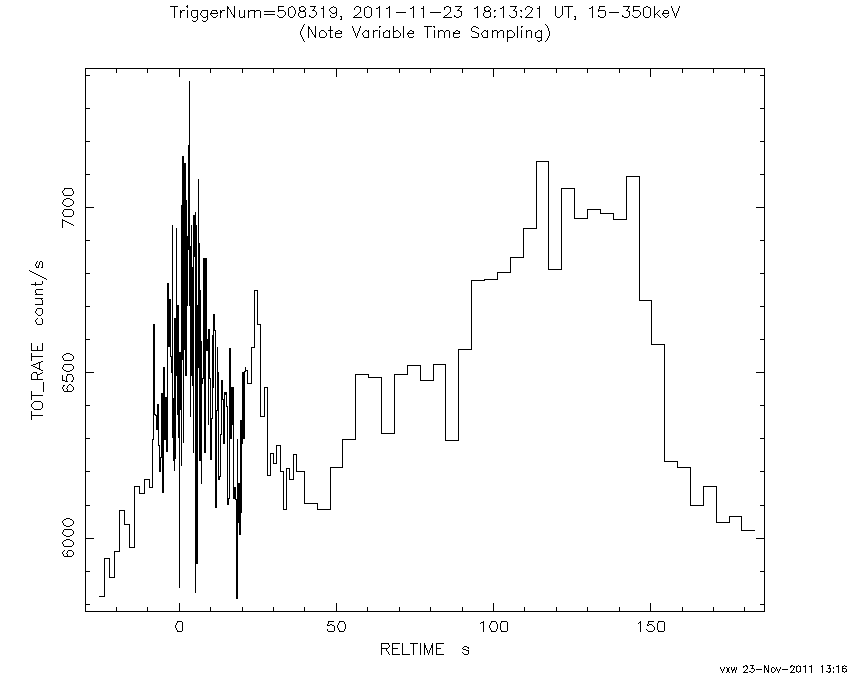 TriggerNum=508319, 2011-11-23 18:13:21 UT, 15-350keV
(Note Variable Time Sampling)
7000
6500
6000
TOT_RATE count/s
0 50 100 150
RELTIME s
vxw 23-Nov-2011 13:16